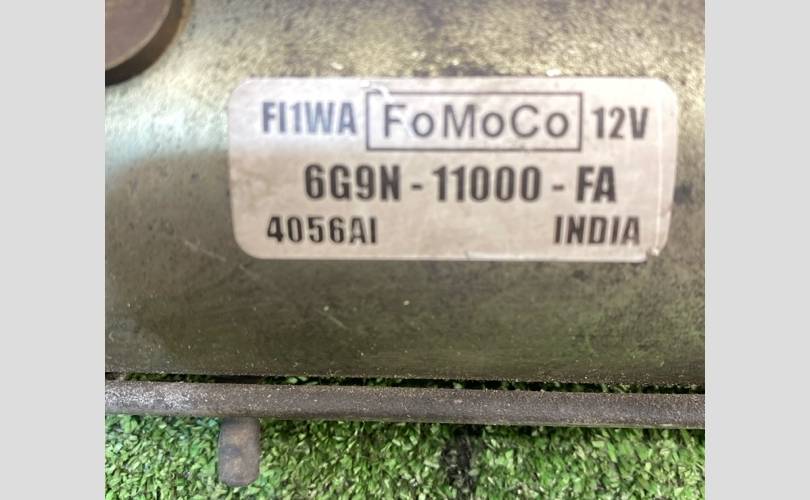 FI1WA FoMoCo 12V
6G9N - 11000 - FA
4056AI INDIA